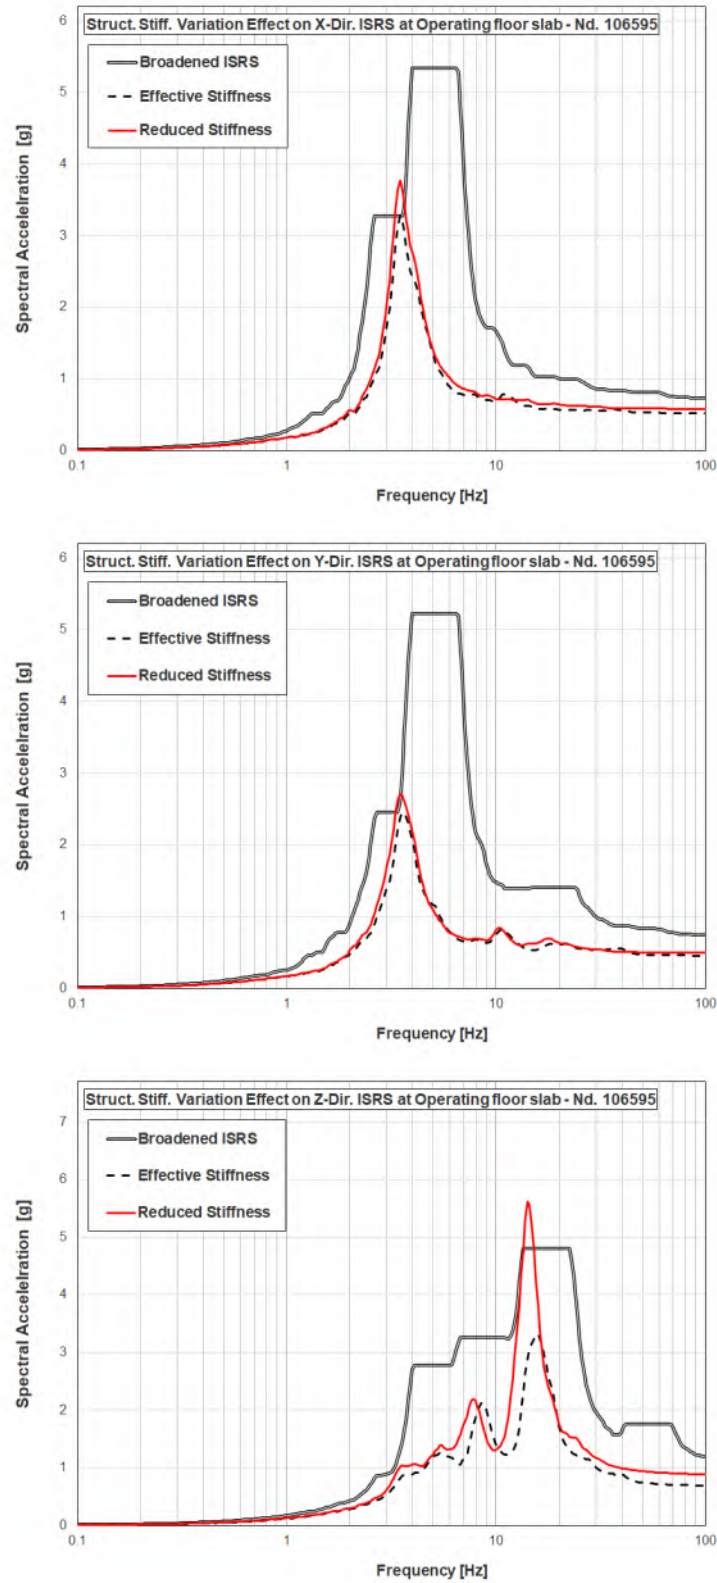 Struct. Stiff. Variation Effect on X-Dir. ISRS at Operating floor slab - Nd. 106595
Broadened ISRS
Effective Stiffness
Reduced Stiffness
Spectral Accelelration [g]
6
5
4
3
2
1
0
0.1 1 10 100
Frequency [Hz]
Struct. Stiff. Variation Effect on Y-Dir. ISRS at Operating floor slab - Nd. 106595
Broadened ISRS
Effective Stiffness
Reduced Stiffness
Spectral Accelelration [g]
6
5
4
3
2
1
0
0.1 1 10 100
Frequency [Hz]
Struct. Stiff. Variation Effect on Z-Dir. ISRS at Operating floor slab - Nd. 106595
Broadened ISRS
Effective Stiffness
Reduced Stiffness
Spectral Accelelration [g]
7
6
5
4
3
2
1
0
0.1 1 10 100
Frequency [Hz]